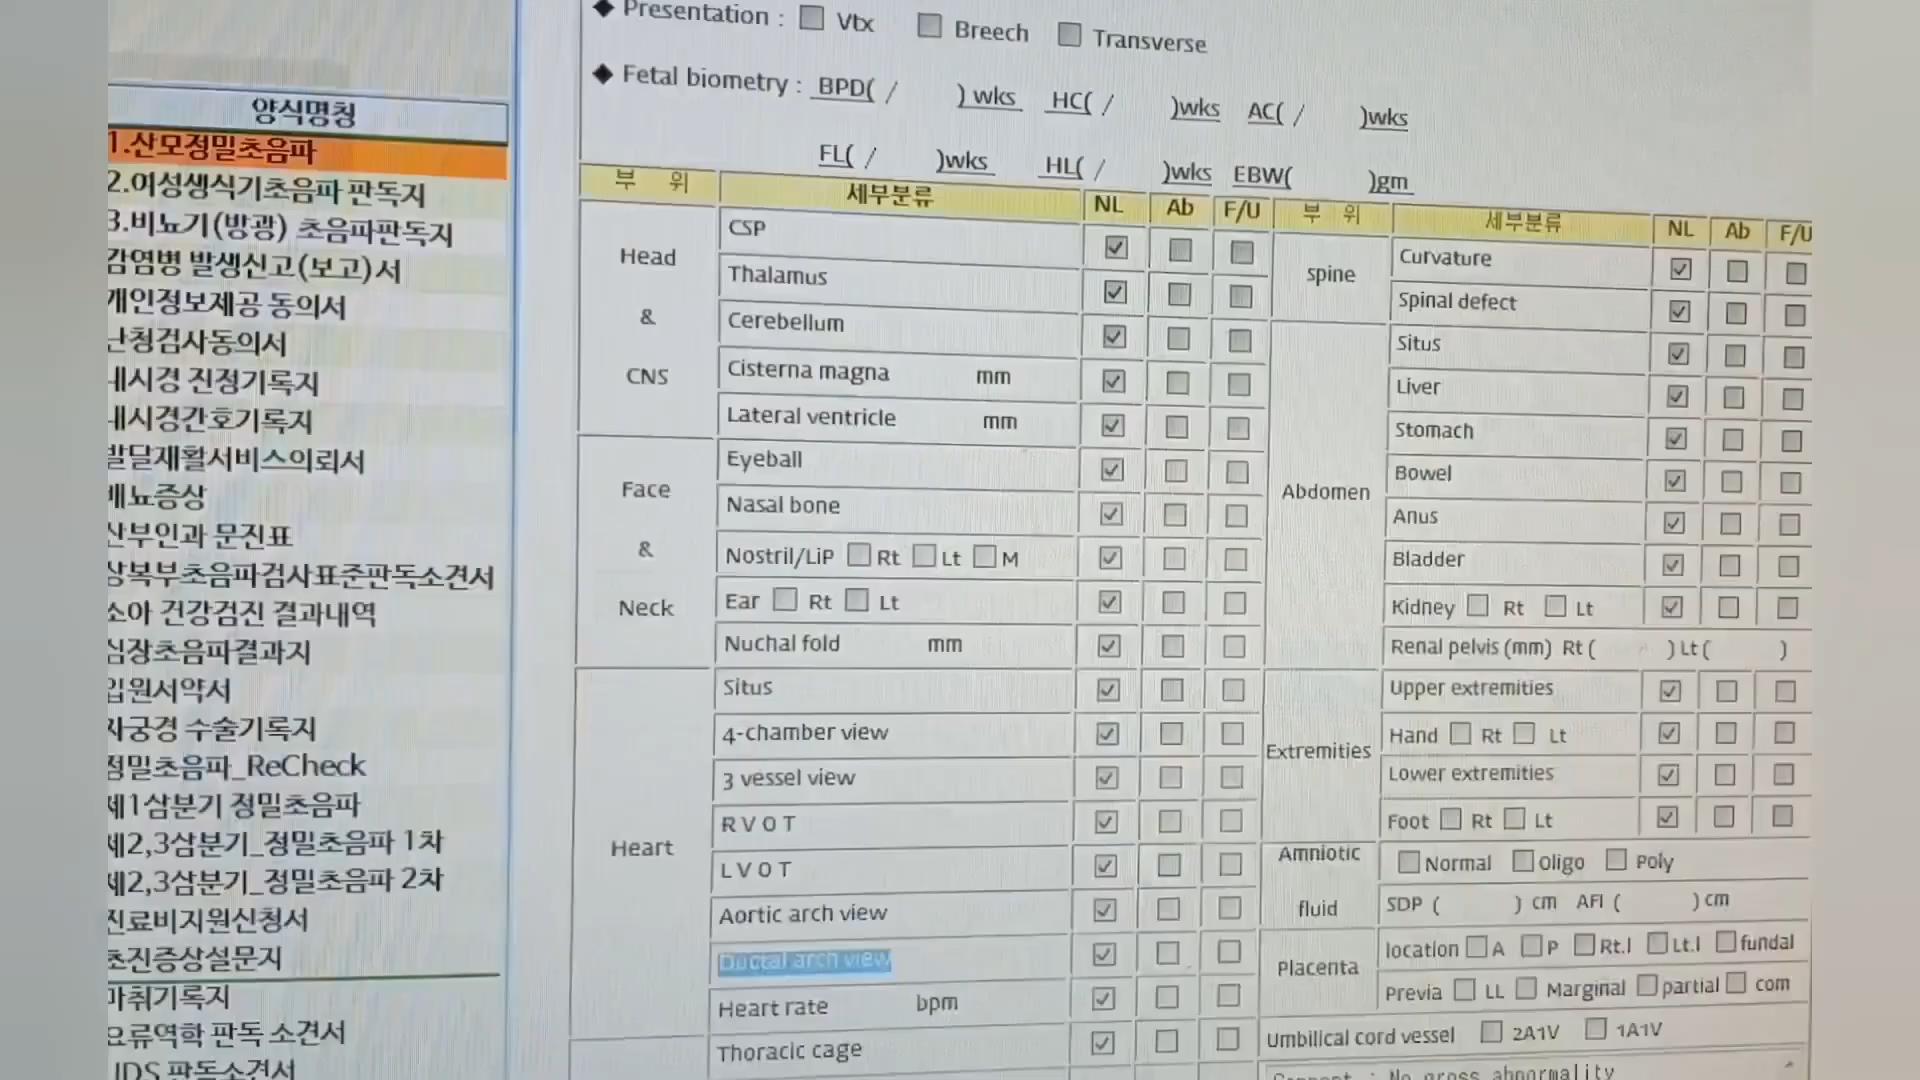 양식명칭
1.산모정밀초음파
2.여성생식기초음파 판독지
3.비뇨기(방광) 초음파판독지
감염병 발생신고(보고)서
개인정보제공 동의서
난청검사동의서
내시경 진정기록지
내시경간호기록지
발달재활서비스의뢰서
배뇨증상
산부인과 문진표
상복부초음파검사표준판독소견서
소아 건강검진 결과내역
심장초음파결과지
입원서약서
자궁경 수술기록지
정밀초음파_ReCheck
제1삼분기 정밀초음파
제2,3삼분기_정밀초음파 1차
제2,3삼분기_정밀초음파 2차
진료비지원신청서
초진증상설문지
마취기록지
요류역학 판독 소견서
UDS 판독소견서
◆ Presentation : Vtx Breech Transverse
◆ Fetal biometry : BPD( / ) wks HC( / )wks AC( / )wks
FL( / )wks HL( / )wks EBW( )gm
부 위 세부분류 NL Ab F/U
Head & CNS
CSP
Thalamus
Cerebellum
Cisterna magna mm
Lateral ventricle mm
Face & Neck
Eyeball
Nasal bone
Nostril/LiP Rt Lt M
Ear Rt Lt
Nuchal fold mm
Heart
Situs
4-chamber view
3 vessel view
R V O T
L V O T
Aortic arch view
Ductal arch view
Heart rate bpm
Thoracic cage
부 위 세부분류 NL Ab F/U
spine
Curvature
Spinal defect
Abdomen
Situs
Liver
Stomach
Bowel
Anus
Bladder
Kidney Rt Lt
Renal pelvis (mm) Rt ( ) Lt ( )
Extremities
Upper extremities
Hand Rt Lt
Lower extremities
Foot Rt Lt
Amniotic fluid
Normal Oligo Poly
SDP ( ) cm AFI ( ) cm
Placenta
location A P Rt.l Lt.l fundal
Previa LL Marginal partial com
Umbilical cord vessel 2A1V 1A1V
: No gross abnormality